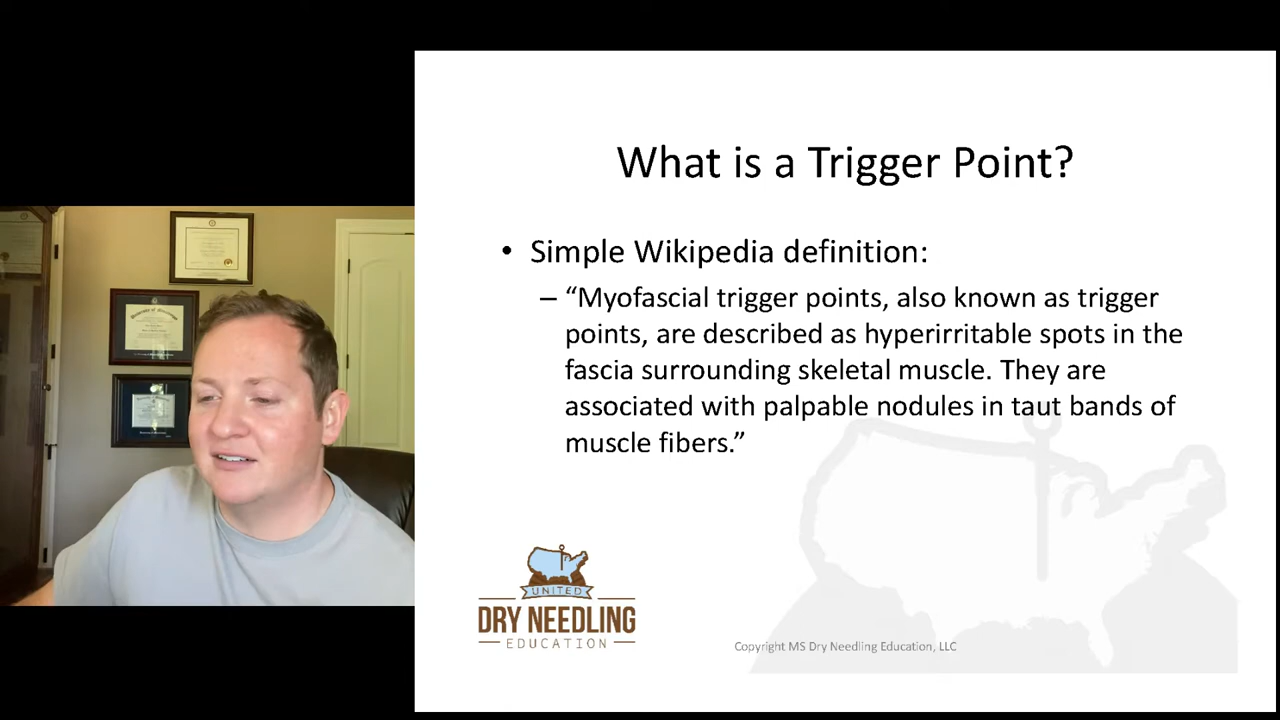 What is a Trigger Point?
• Simple Wikipedia definition:
– “Myofascial trigger points, also known as trigger
points, are described as hyperirritable spots in the
fascia surrounding skeletal muscle. They are
associated with palpable nodules in taut bands of
muscle fibers.”
UNITED
DRY NEEDLING
EDUCATION
Copyright MS Dry Needling Education, LLC